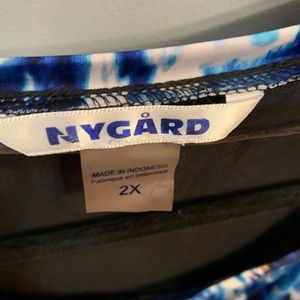 NYGÅRD
MADE IN INDONESIA
Fabriqué en Indonésie
2X